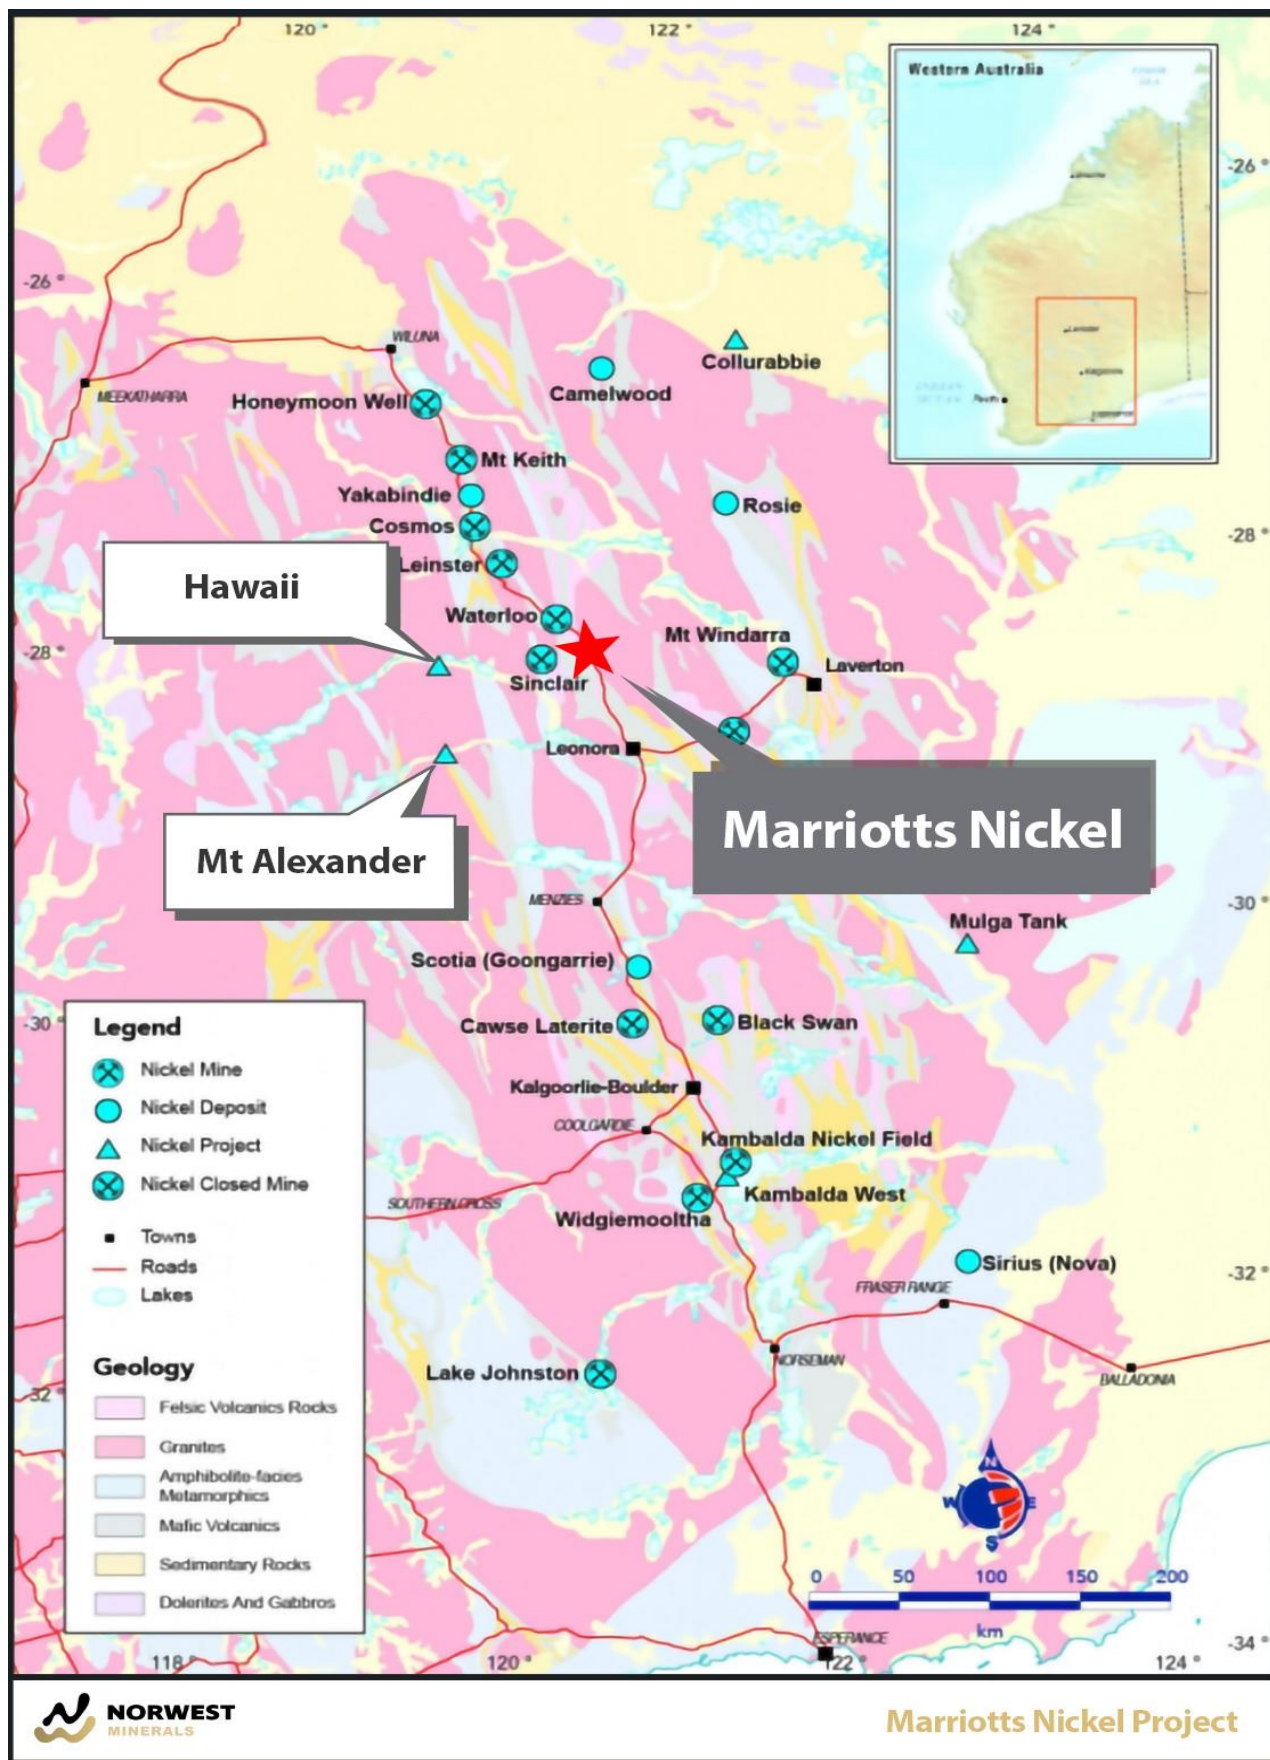 120 °
122 °
124 °
Western Australia
-26 °
-26 °
WILUNA
Collurabbie
MEEKATHARRA
Honeymoon Well
Camelwood
Perth
Mt Keith
Yakabindie
Rosie
Cosmos
-28 °
Leinster
Hawaii
Waterloo
Mt Windarra
-28 °
Laverton
Sinclair
Leonora
Marriotts Nickel
Mt Alexander
MENZIES
-30 °
Mulga Tank
Scotia (Goongarrie)
-30 °
Cawse Laterite
Black Swan
Kalgoorlie-Boulder
COOLGARDIE
Kambalda Nickel Field
Kambalda West
SOUTHERN CROSS
Widgiemooltha
Sirius (Nova)
-32 °
FRASER RANGE
NORSEMAN
Lake Johnston
BALLADONIA
32 °
Legend
Nickel Mine
Nickel Deposit
Nickel Project
Nickel Closed Mine
Towns
Roads
Lakes
Geology
Felsic Volcanics Rocks
Granites
Amphibolite-facies
Metamorphics
Mafic Volcanics
Sedimentary Rocks
Dolerites And Gabbros
N
W E
S
0 50 100 150 200
km
ESPERANCE
-34 °
118 °
120 °
122 °
124 °
NORWEST
MINERALS
Marriotts Nickel Project